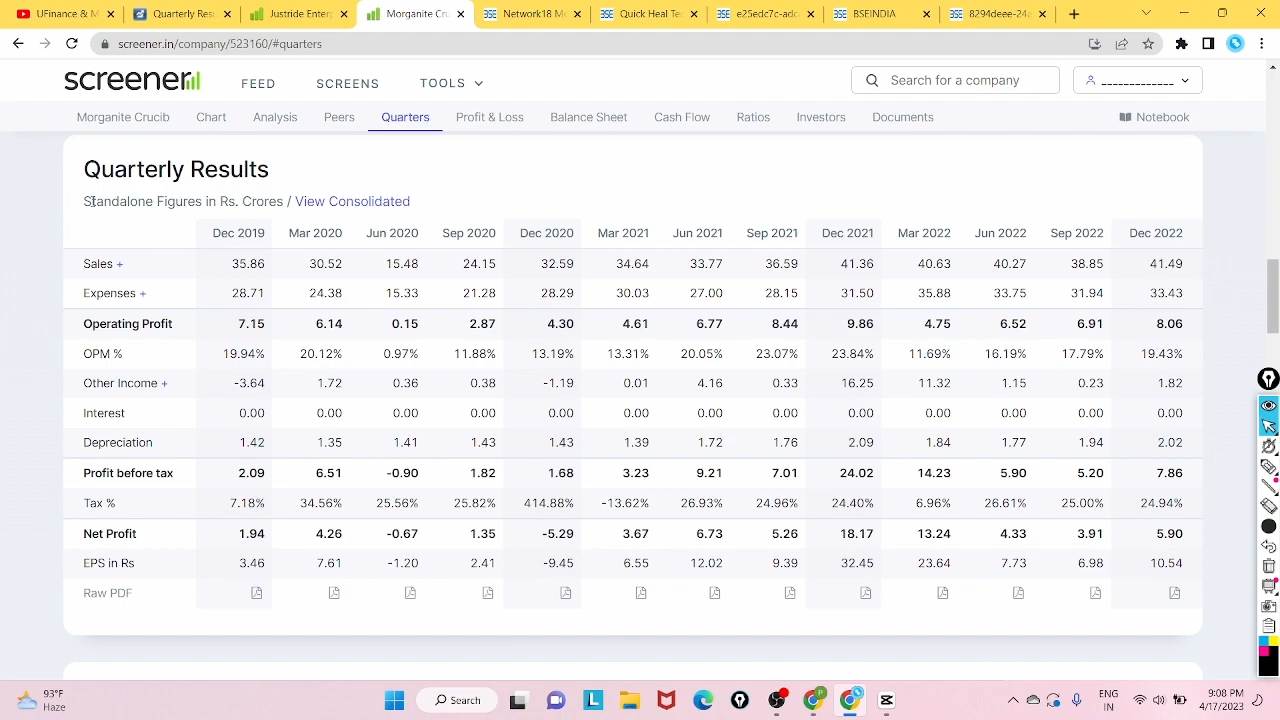 UFinance Mo
Quarterly Resu
Justride Enterp
Morganite Cruc
Network18 Me
Quick Heal Tec
e25edc7c-adc
BSEINDIA
8294deee-24a
screener.in/company/523160/#quarters
screener
FEED
SCREENS
TOOLS
Search for a company
Morganite Crucib
Chart
Analysis
Peers
Quarters
Profit & Loss
Balance Sheet
Cash Flow
Ratios
Investors
Documents
Notebook
Quarterly Results
Standalone Figures in Rs. Crores / View Consolidated
Dec 2019 Mar 2020 Jun 2020 Sep 2020 Dec 2020 Mar 2021 Jun 2021 Sep 2021 Dec 2021 Mar 2022 Jun 2022 Sep 2022 Dec 2022
Sales + 35.86 30.52 15.48 24.15 32.59 34.64 33.77 36.59 41.36 40.63 40.27 38.85 41.49
Expenses + 28.71 24.38 15.33 21.28 28.29 30.03 27.00 28.15 31.50 35.88 33.75 31.94 33.43
Operating Profit 7.15 6.14 0.15 2.87 4.30 4.61 6.77 8.44 9.86 4.75 6.52 6.91 8.06
OPM % 19.94% 20.12% 0.97% 11.88% 13.19% 13.31% 20.05% 23.07% 23.84% 11.69% 16.19% 17.79% 19.43%
Other Income + -3.64 1.72 0.36 0.38 -1.19 0.01 4.16 0.33 16.25 11.32 1.15 0.23 1.82
Interest 0.00 0.00 0.00 0.00 0.00 0.00 0.00 0.00 0.00 0.00 0.00 0.00 0.00
Depreciation 1.42 1.35 1.41 1.43 1.43 1.39 1.72 1.76 2.09 1.84 1.77 1.94 2.02
Profit before tax 2.09 6.51 -0.90 1.82 1.68 3.23 9.21 7.01 24.02 14.23 5.90 5.20 7.86
Tax % 7.18% 34.56% 25.56% 25.82% 414.88% -13.62% 26.93% 24.96% 24.40% 6.96% 26.61% 25.00% 24.94%
Net Profit 1.94 4.26 -0.67 1.35 -5.29 3.67 6.73 5.26 18.17 13.24 4.33 3.91 5.90
EPS in Rs 3.46 7.61 -1.20 2.41 -9.45 6.55 12.02 9.39 32.45 23.64 7.73 6.98 10.54
Raw PDF
93°F
Haze
Search
ENG
IN
9:08 PM
4/17/2023